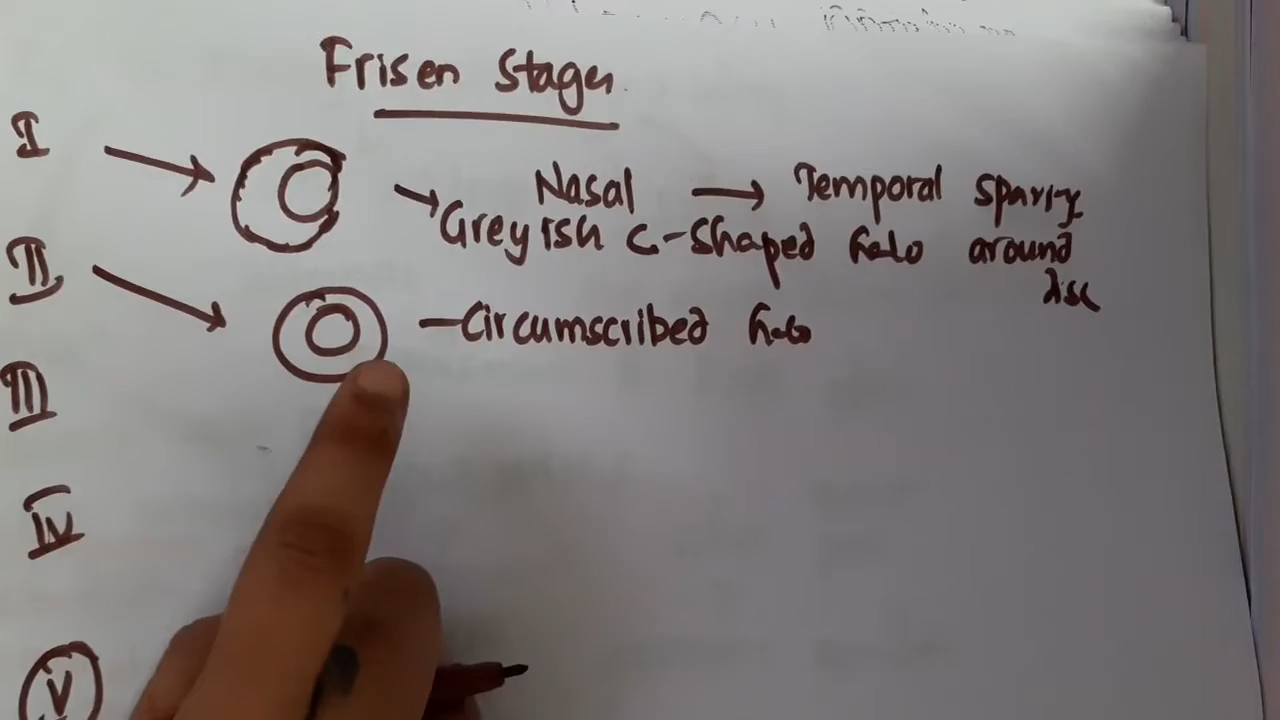 Frisen Stages
I
Nasal → Temporal sparing
Greyish C-Shaped halo around
disc
II
-Circumscribed halo
III
IV
V